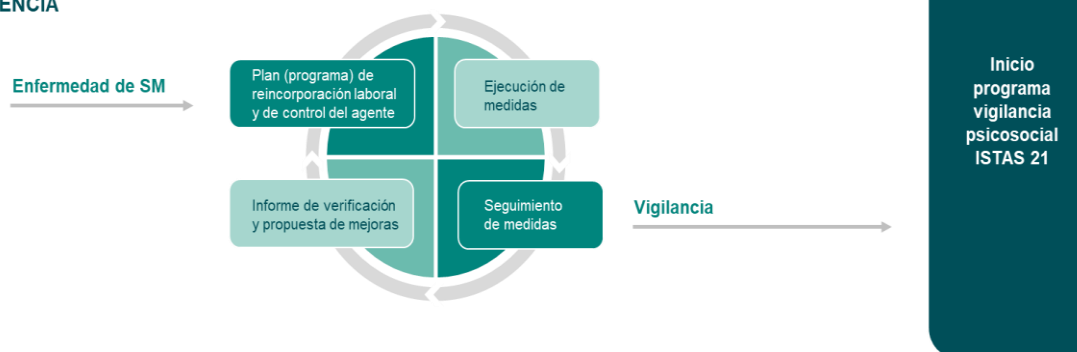 Enfermedad de SM
Plan (programa) de
reincorporación laboral
y de control del agente
Ejecución de
medidas
Informe de verificación
y propuesta de mejoras
Seguimiento
de medidas
Vigilancia
Inicio
programa
vigilancia
psicosocial
ISTAS 21